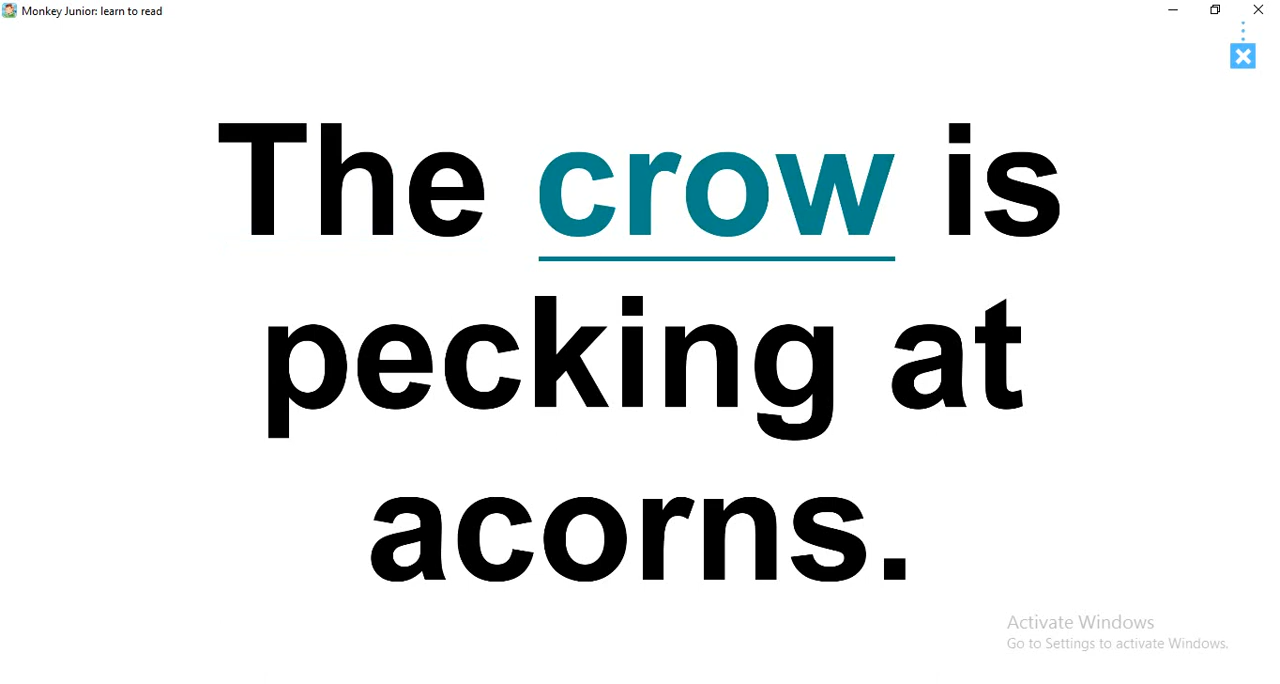 Monkey Junior: learn to read
The crow is
pecking at
acorns.
Activate Windows
Go to Settings to activate Windows.